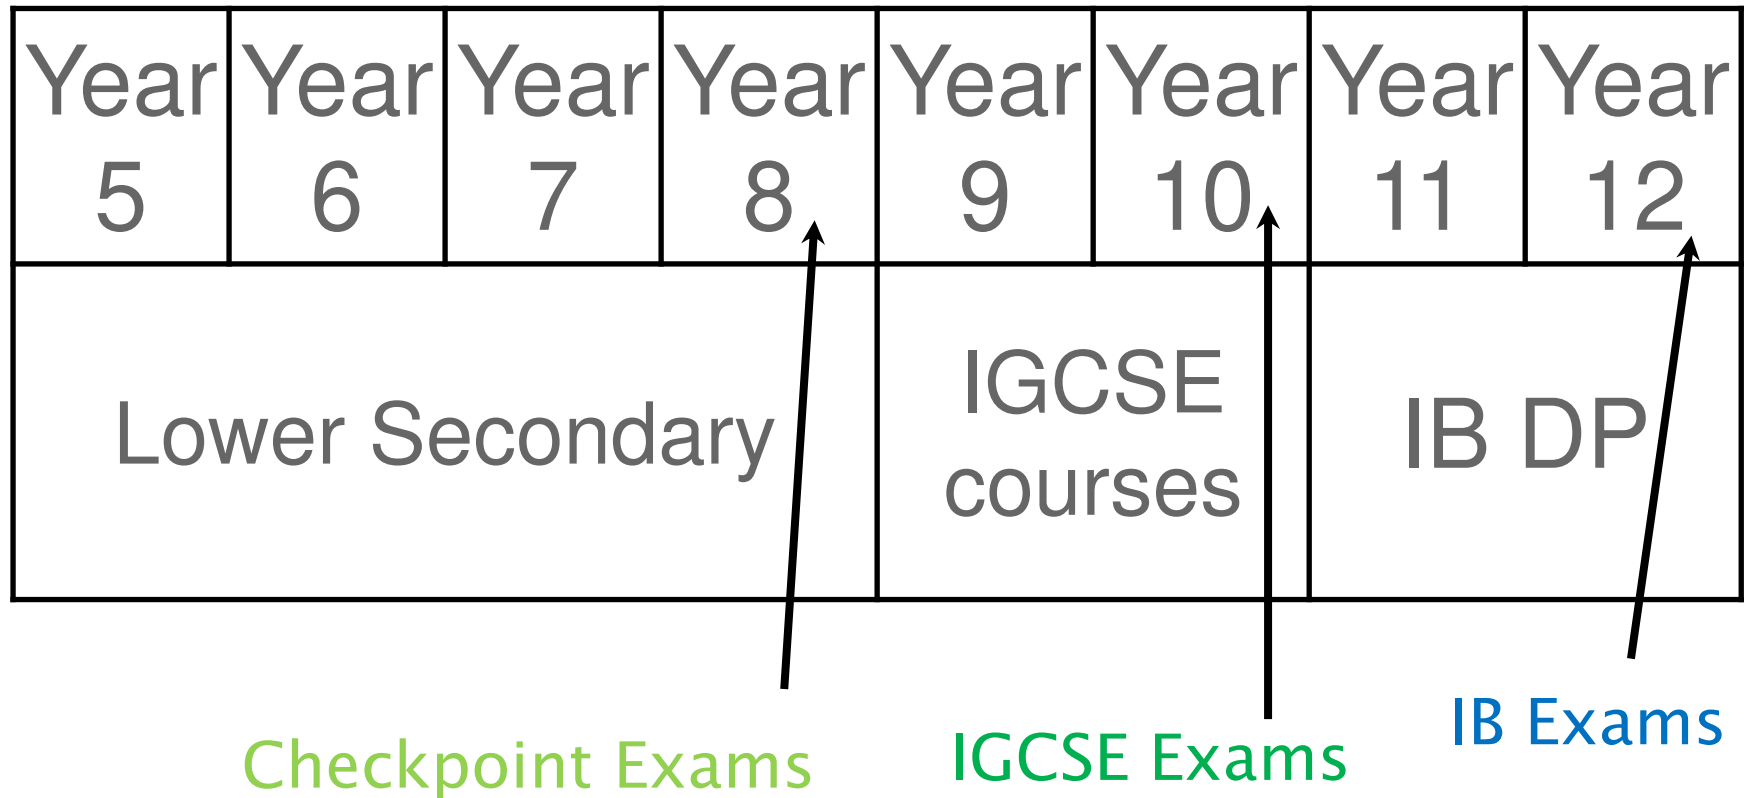 Year Year Year Year Year Year Year Year
5 6 7 8 9 10 11 12
Lower Secondary
IGCSE
courses
IB DP
Checkpoint Exams
IGCSE Exams
IB Exams